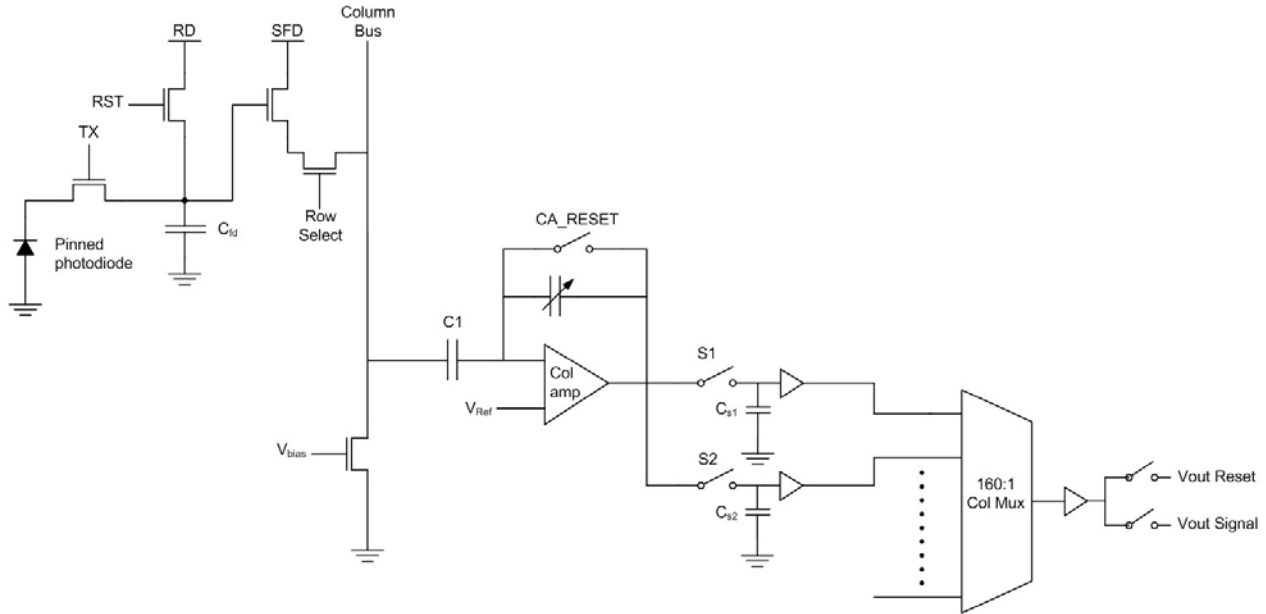 Column
Bus
RD
SFD
RST
TX
Row
Select
Cfd
Pinned
photodiode
CA_RESET
C1
Col
amp
VRef
Vbias
S1
Cs1
S2
Cs2
160:1
Col Mux
Vout Reset
Vout Signal